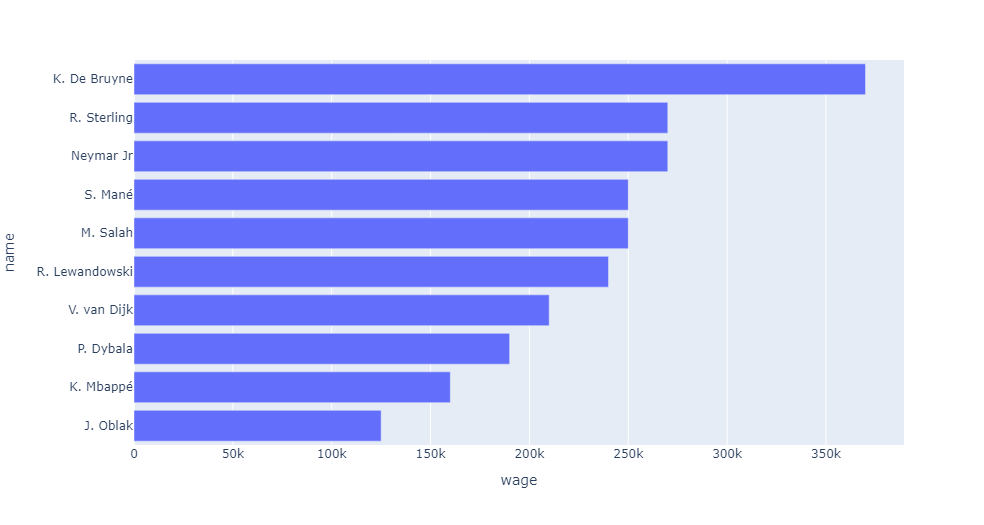 K. De Bruyne
R. Sterling
Neymar Jr
S. Mané
M. Salah
R. Lewandowski
V. van Dijk
P. Dybala
K. Mbappé
J. Oblak
name
0 50k 100k 150k 200k 250k 300k 350k
wage